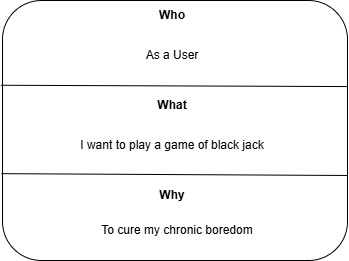 Who
As a User
What
I want to play a game of black jack
Why
To cure my chronic boredom